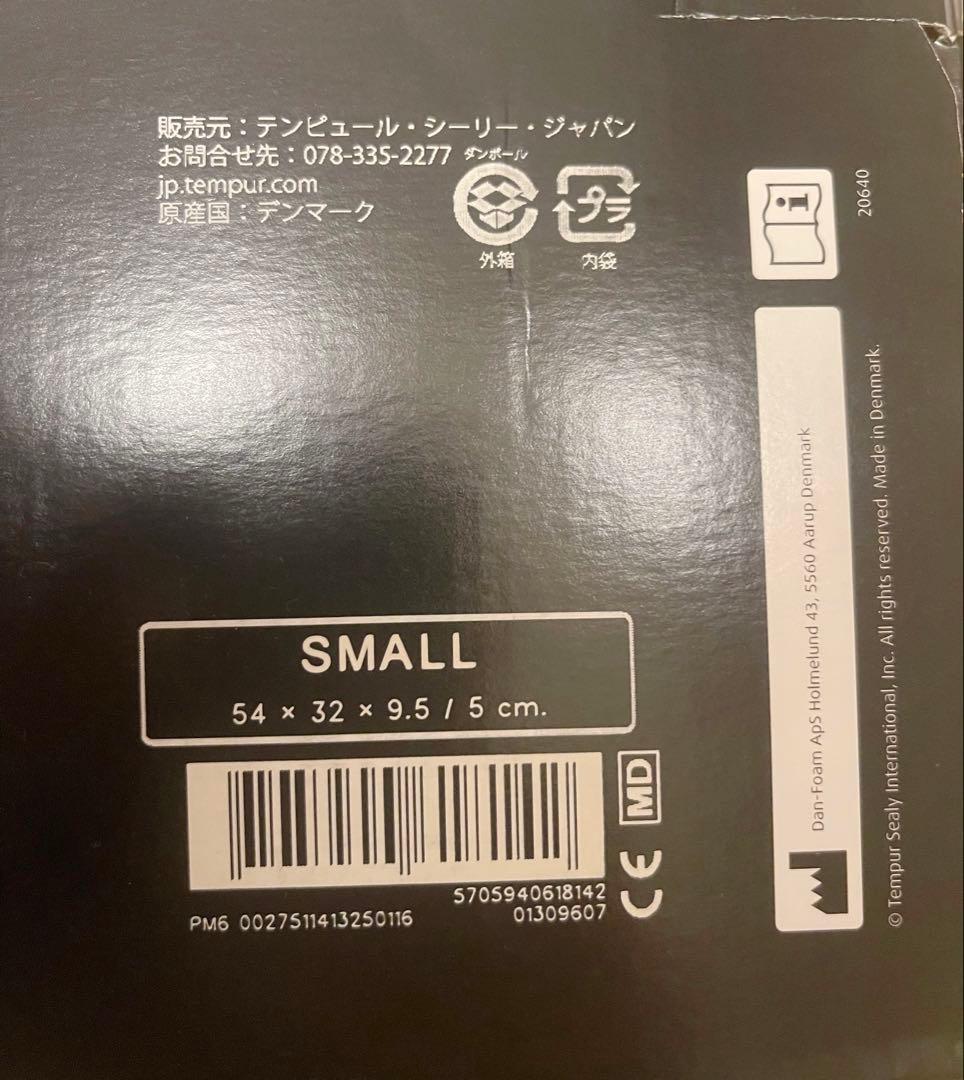 販売元：テンピュール・シーリー・ジャパン
お問合せ先：078-335-2277
jp.tempur.com
原産国：デンマーク
ダンボール
外箱
プラ
内袋
20640
SMALL
54 × 32 × 9.5 / 5 cm.
MD
CE
5705940618142
PM6 0027511413250116
01309607
Dan-Foam ApS Holmelund 43, 5560 Aarup Denmark
© Tempur Sealy International, Inc. All rights reserved. Made in Denmark.